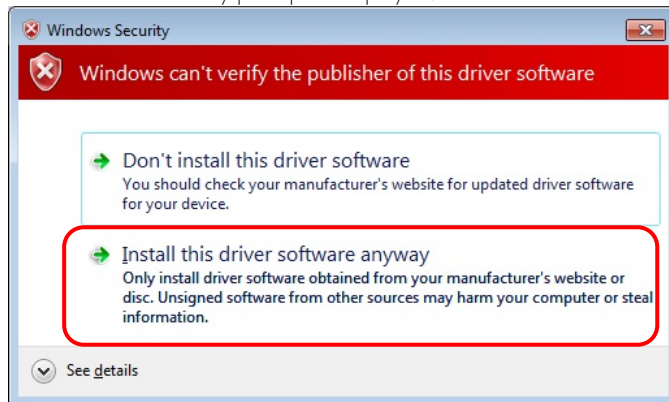 Windows Security
Windows can't verify the publisher of this driver software
Don't install this driver software
You should check your manufacturer's website for updated driver software
for your device.
Install this driver software anyway
Only install driver software obtained from your manufacturer's website or
disc. Unsigned software from other sources may harm your computer or steal
information.
See details